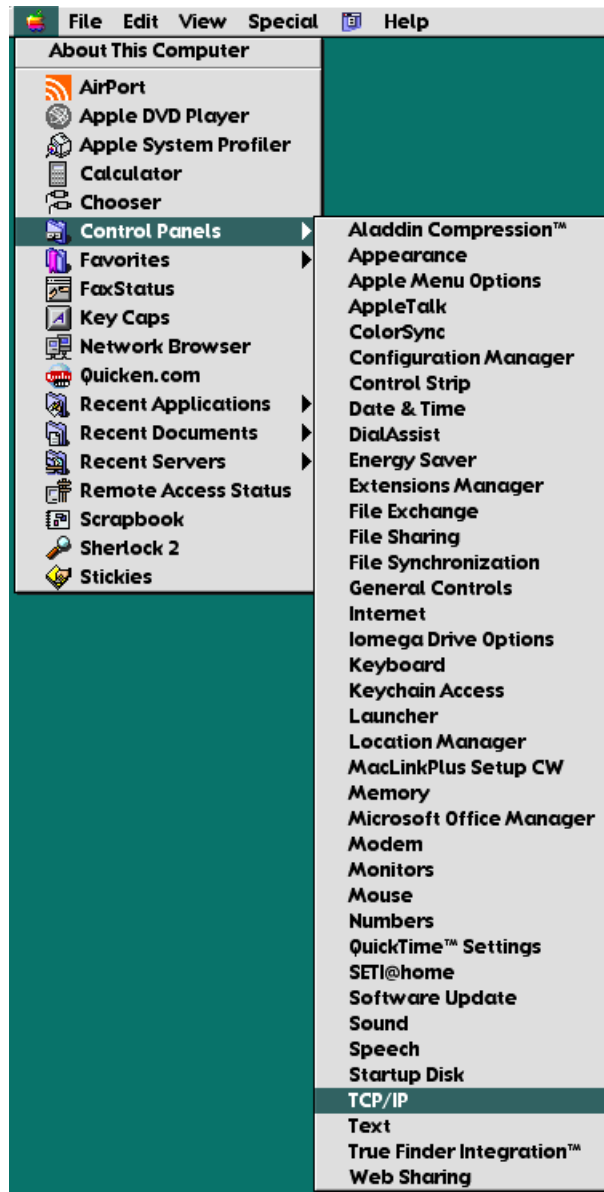 File Edit View Special Help
About This Computer
AirPort
Apple DVD Player
Apple System Profiler
Calculator
Chooser
Control Panels
Favorites
FaxStatus
Key Caps
Network Browser
Quicken.com
Recent Applications
Recent Documents
Recent Servers
Remote Access Status
Scrapbook
Sherlock 2
Stickies
Aladdin Compression™
Appearance
Apple Menu Options
AppleTalk
ColorSync
Configuration Manager
Control Strip
Date & Time
DialAssist
Energy Saver
Extensions Manager
File Exchange
File Sharing
File Synchronization
General Controls
Internet
Iomega Drive Options
Keyboard
Keychain Access
Launcher
Location Manager
MacLinkPlus Setup CW
Memory
Microsoft Office Manager
Modem
Monitors
Mouse
Numbers
QuickTime™ Settings
SETI@home
Software Update
Sound
Speech
Startup Disk
TCP/IP
Text
True Finder Integration™
Web Sharing